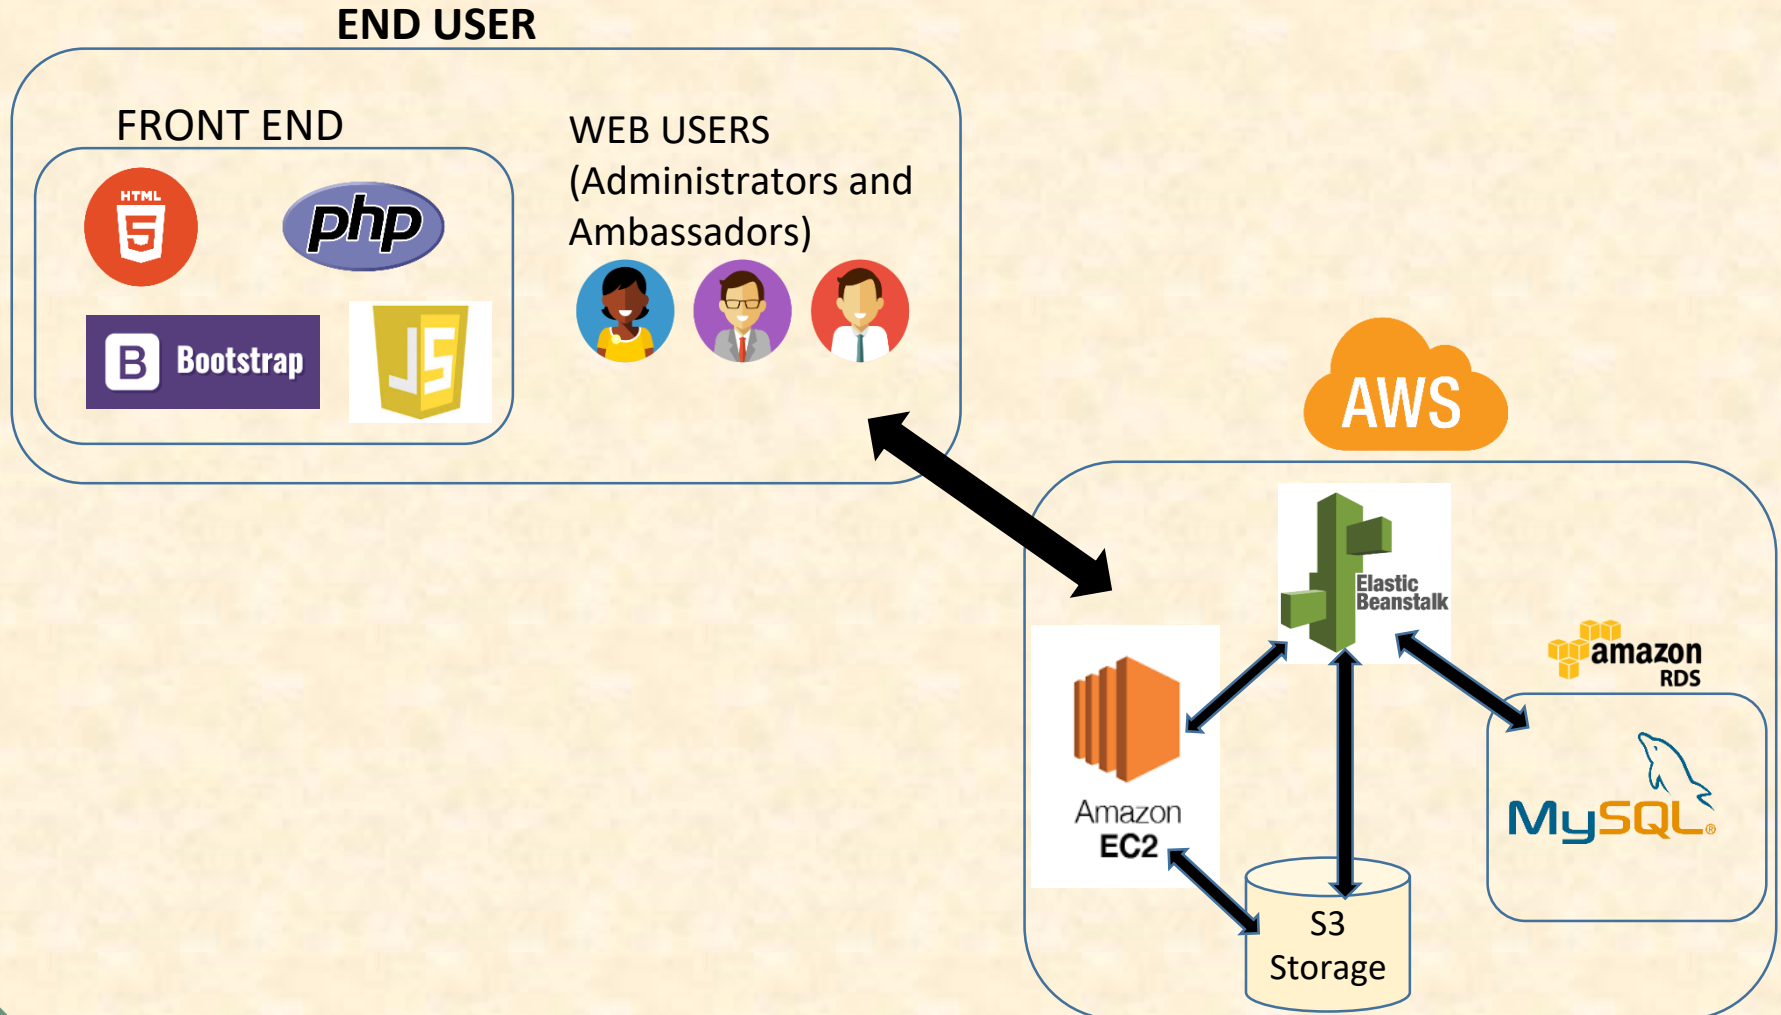 END USER
FRONT END
HTML
5
php
B Bootstrap
JS
WEB USERS
(Administrators and
Ambassadors)
AWS
Elastic
Beanstalk
amazon
RDS
Amazon
EC2
MySQL®
S3
Storage